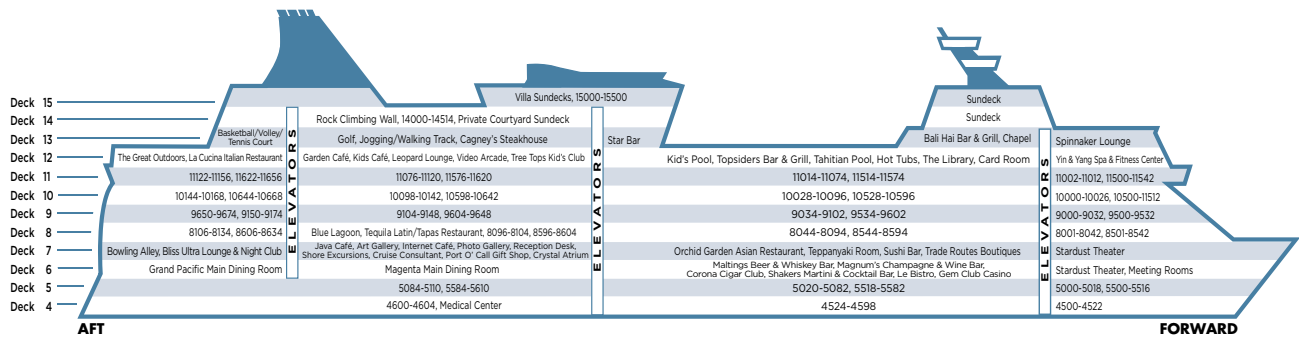 Deck 15
Villa Sundecks, 15000-15500
Sundeck
Deck 14
Rock Climbing Wall, 14000-14514, Private Courtyard Sundeck
Sundeck
Deck 13
Basketball/Volley/
Tennis Court
Golf, Jogging/Walking Track, Cagney's Steakhouse
Star Bar
Bali Hai Bar & Grill, Chapel
Spinnaker Lounge
Deck 12
The Great Outdoors, La Cucina Italian Restaurant
Garden Café, Kids Café, Leopard Lounge, Video Arcade, Tree Tops Kid's Club
Kid's Pool, Topsiders Bar & Grill, Tahitian Pool, Hot Tubs, The Library, Card Room
Yin & Yang Spa & Fitness Center
Deck 11
11122-11156, 11622-11656
11076-11120, 11576-11620
11014-11074, 11514-11574
11002-11012, 11500-11542
Deck 10
10144-10168, 10644-10668
10098-10142, 10598-10642
10028-10096, 10528-10596
10000-10026, 10500-11512
Deck 9
9650-9674, 9150-9174
9104-9148, 9604-9648
9034-9102, 9534-9602
9000-9032, 9500-9532
Deck 8
8106-8134, 8606-8634
Blue Lagoon, Tequila Latin/Tapas Restaurant, 8096-8104, 8596-8604
8044-8094, 8544-8594
8001-8042, 8501-8542
Deck 7
Bowling Alley, Bliss Ultra Lounge & Night Club
Java Café, Art Gallery, Internet Café, Photo Gallery, Reception Desk,
Shore Excursions, Cruise Consultant, Port O' Call Gift Shop, Crystal Atrium
Orchid Garden Asian Restaurant, Teppanyaki Room, Sushi Bar, Trade Routes Boutiques
Stardust Theater
Deck 6
Grand Pacific Main Dining Room
Magenta Main Dining Room
Maltings Beer & Whiskey Bar, Magnum's Champagne & Wine Bar,
Corona Cigar Club, Shakers Martini & Cocktail Bar, Le Bistro, Gem Club Casino
Stardust Theater, Meeting Rooms
Deck 5
5084-5110, 5584-5610
5020-5082, 5518-5582
5000-5018, 5500-5516
Deck 4
4600-4604, Medical Center
4524-4598
4500-4522
ELEVATORS
ELEVATORS
ELEVATORS
AFT
FORWARD